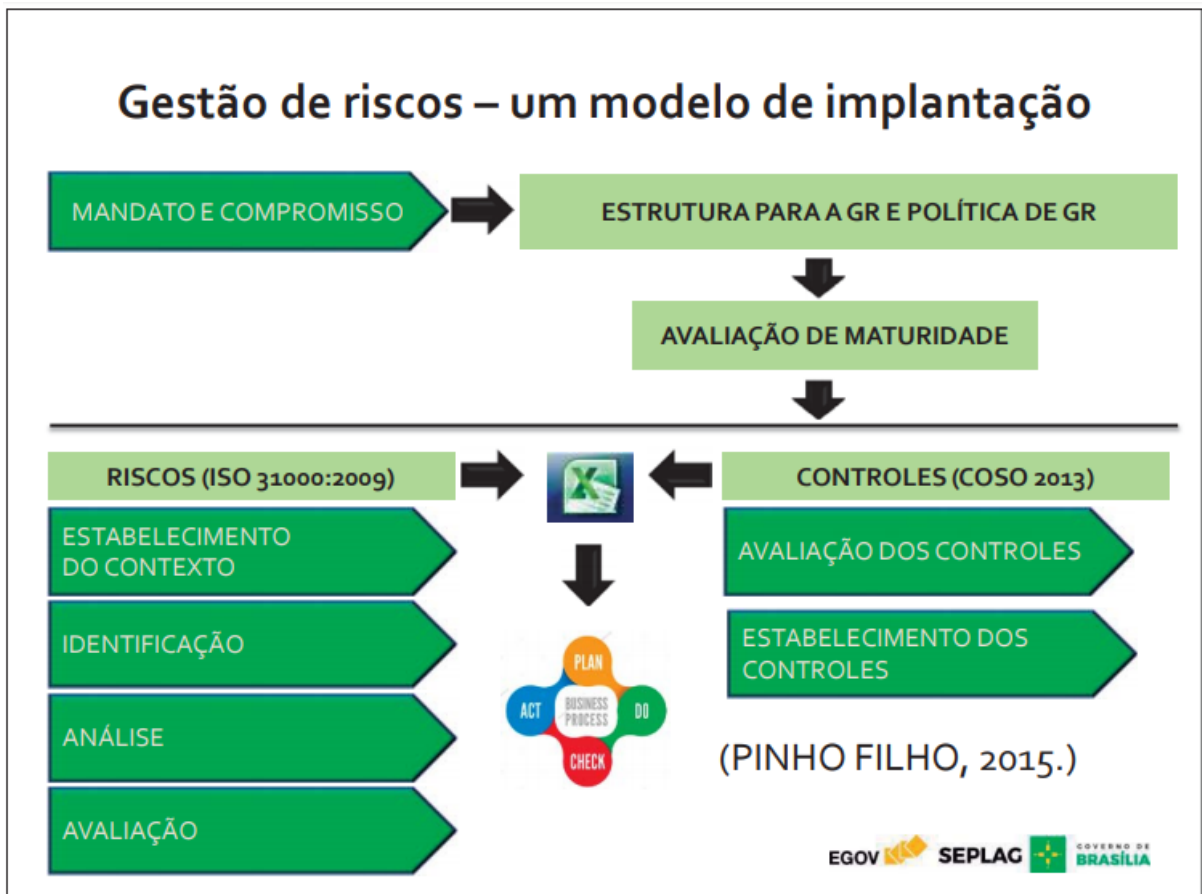 Gestão de riscos – um modelo de implantação
MANDATO E COMPROMISSO
ESTRUTURA PARA A GR E POLÍTICA DE GR
AVALIAÇÃO DE MATURIDADE
RISCOS (ISO 31000:2009)
ESTABELECIMENTO
DO CONTEXTO
IDENTIFICAÇÃO
ANÁLISE
AVALIAÇÃO
X
PLAN
ACT
BUSINESS
PROCESS
DO
CHECK
CONTROLES (COSO 2013)
AVALIAÇÃO DOS CONTROLES
ESTABELECIMENTO DOS
CONTROLES
(PINHO FILHO, 2015.)
EGOV
SEPLAG
GOVERNO DE
BRASÍLIA